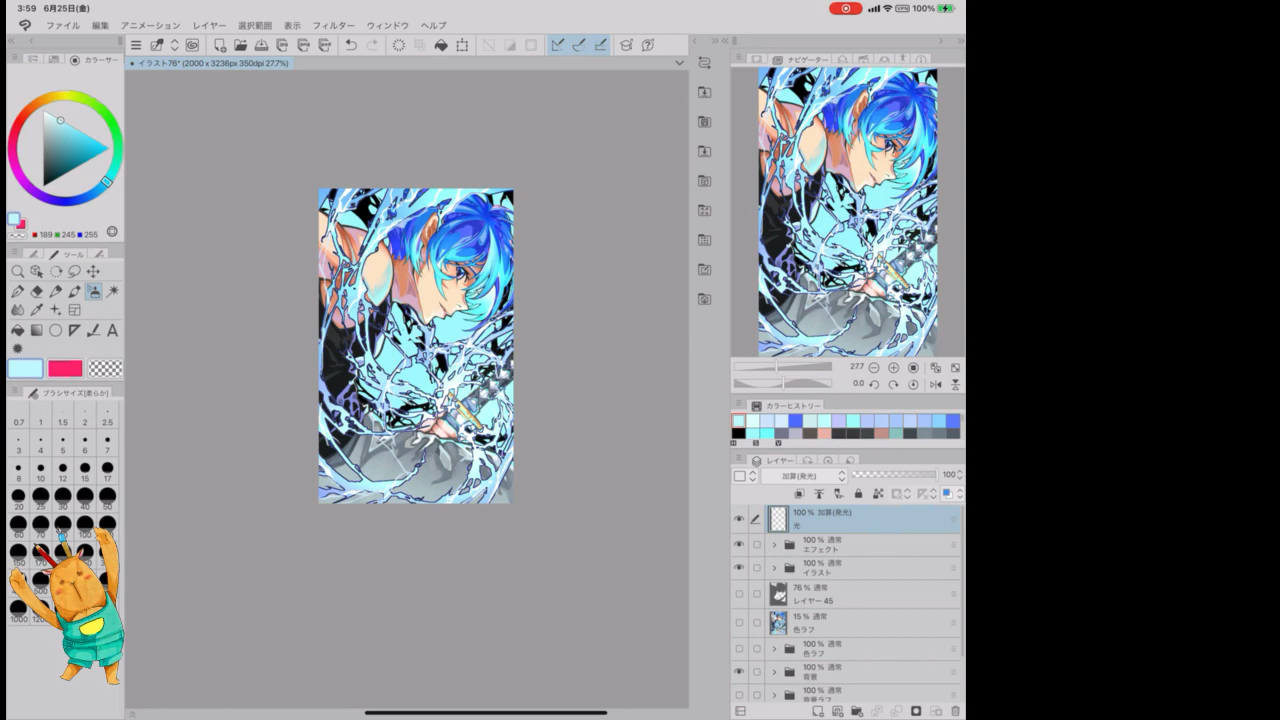 3:59 6月25日(金)
VPN 100%
ファイル 編集 アニメーション レイヤー 選択範囲 表示 フィルター ウィンドウ ヘルプ
カラーサー
イラスト76* (2000 x 3236px 350dpi 27.7%)
ナビゲーター
189 245 255
ツール
ブラシサイズ[柔らか]
0.7 1 1.5 2 2.5
3 4 5 6 7
8 10 12 15 17
20 25 30 40 50
60 70 80 100
150
1000
27.7
0.0
カラーヒストリー
レイヤー
加算(発光) 100
100 % 加算(発光)
光
100 % 通常
エフェクト
100 % 通常
イラスト
76 % 通常
レイヤー 45
15 % 通常
色ラフ
100 % 通常
色ラフ
100 % 通常
背景
100 % 通常
背景ラフ